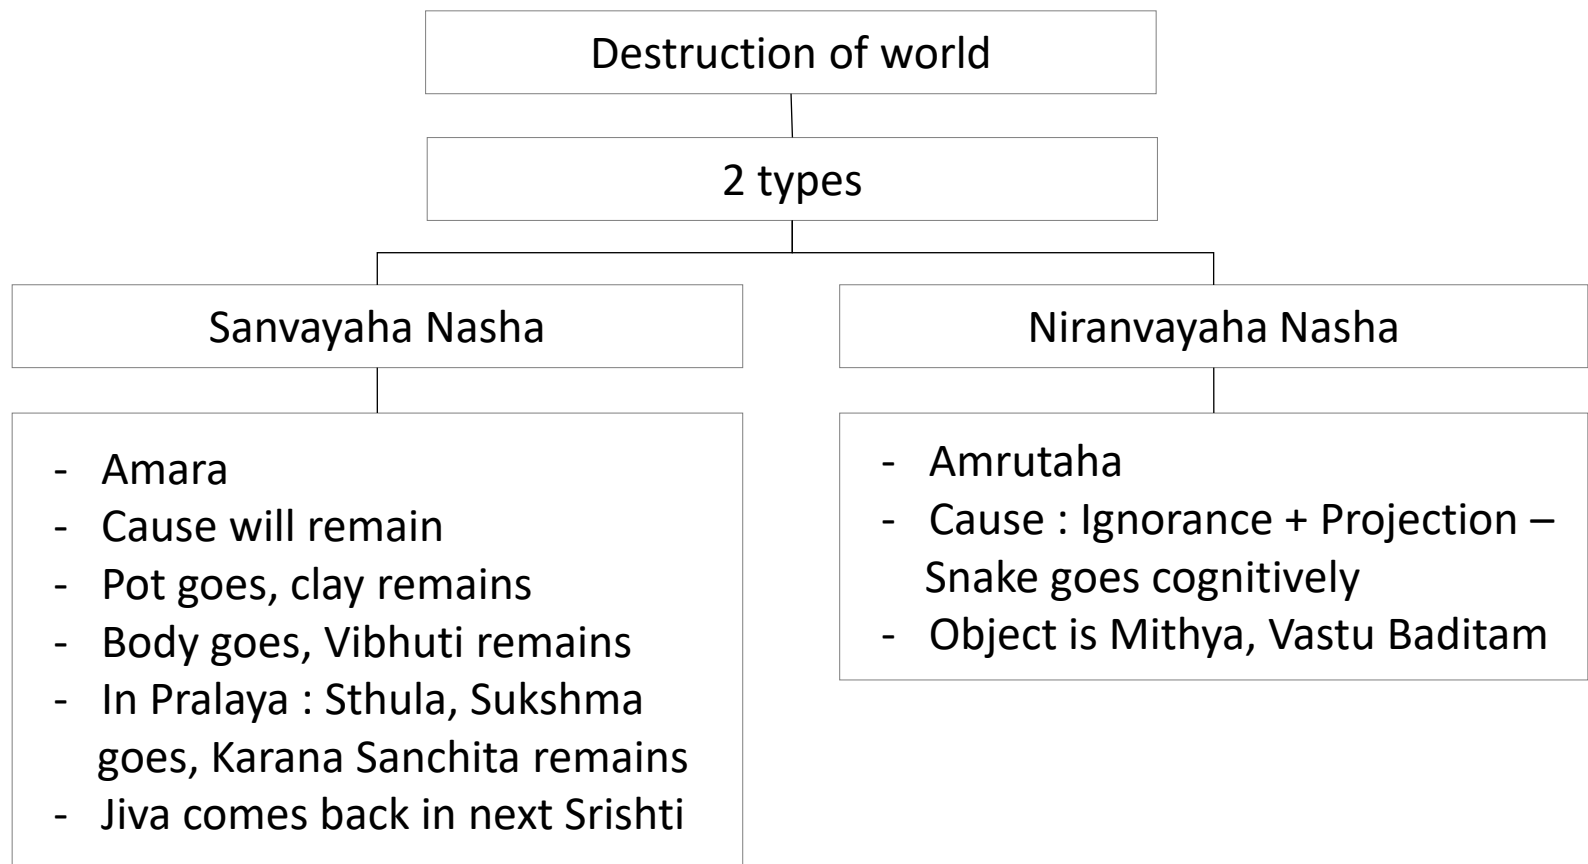 Destruction of world
2 types
Sanvayaha Nasha
- Amara
- Cause will remain
- Pot goes, clay remains
- Body goes, Vibhuti remains
- In Pralaya : Sthula, Sukshma
goes, Karana Sanchita remains
- Jiva comes back in next Srishti
Niranvayaha Nasha
- Amrutaha
- Cause : Ignorance + Projection –
Snake goes cognitively
- Object is Mithya, Vastu Baditam